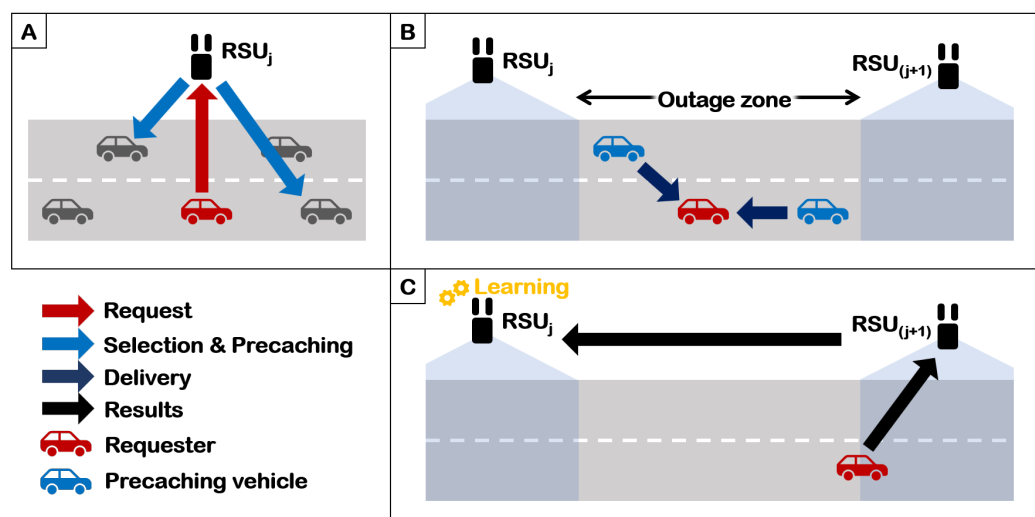 A
RSUj
B
RSUj
RSU(j+1)
Outage zone
C
Learning
RSUj
RSU(j+1)
Request
Selection & Precaching
Delivery
Results
Requester
Precaching vehicle